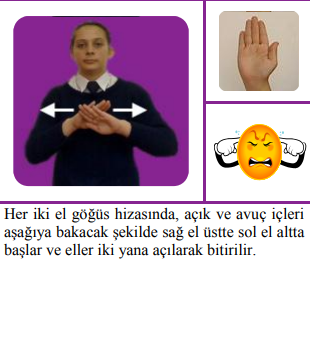 Her iki el göğüs hizasında, açık ve avuç içleri
aşağıya bakacak şekilde sağ el üstte sol el altta
başlar ve eller iki yana açılarak bitirilir.